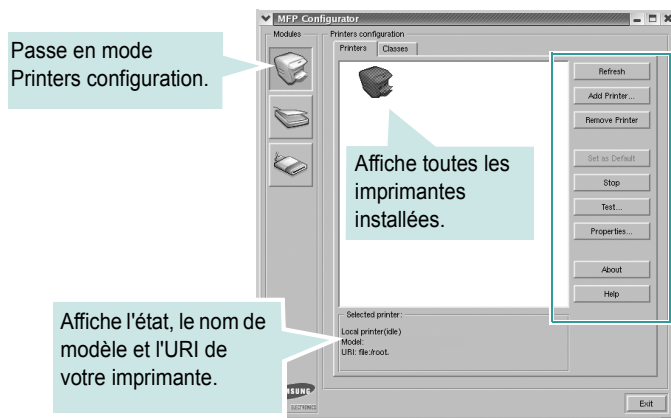 MFP Configurator
Modules
Printers configuration
Printers
Classes
Passe en mode
Printers configuration.
Refresh
Add Printer...
Remove Printer
Set as Default
Stop
Test...
Properties...
About
Help
Affiche toutes les
imprimantes
installées.
Selected printer:
Local printer(idle)
Model:
URI: file:/root.
Affiche l'état, le nom de
modèle et l'URI de
votre imprimante.
ELECTRONICS
Exit